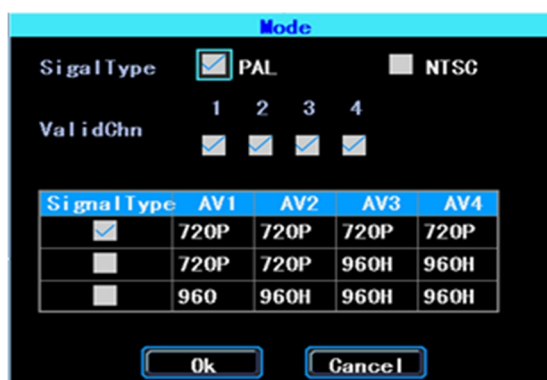 Mode
SigalType PAL NTSC
1 2 3 4
ValidChn
SignalType AV1 AV2 AV3 AV4
720P 720P 720P 720P
720P 720P 960H 960H
960 960H 960H 960H
Ok Cancel